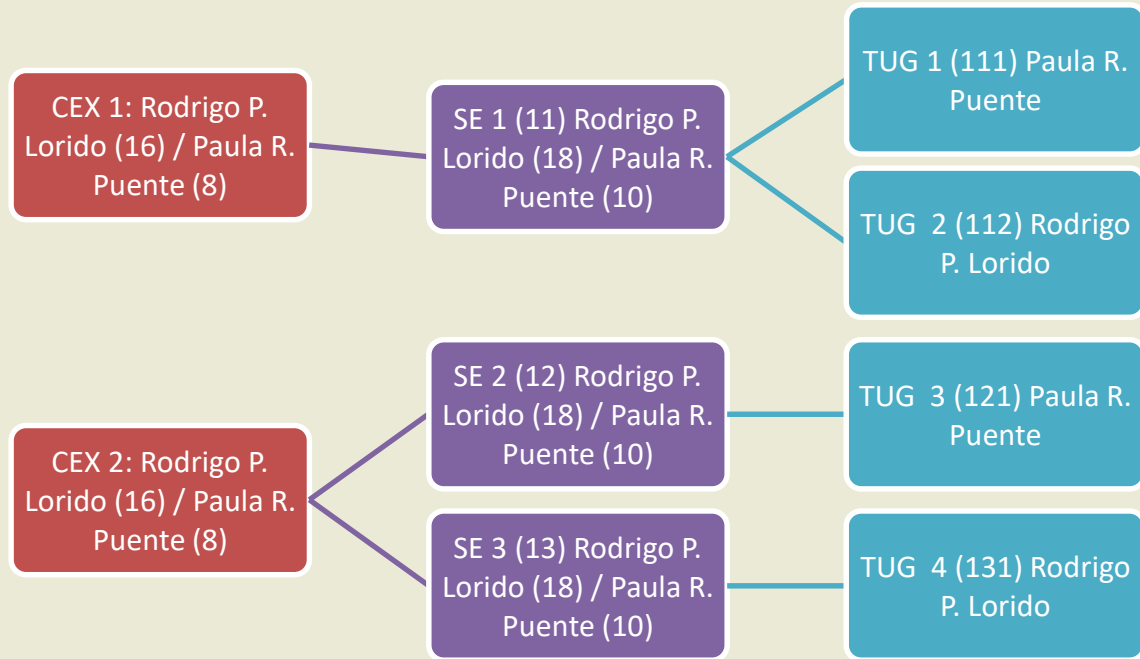 CEX 1: Rodrigo P.
Lorido (16) / Paula R.
Puente (8)
SE 1 (11) Rodrigo P.
Lorido (18) / Paula R.
Puente (10)
TUG 1 (111) Paula R.
Puente
TUG 2 (112) Rodrigo
P. Lorido
CEX 2: Rodrigo P.
Lorido (16) / Paula R.
Puente (8)
SE 2 (12) Rodrigo P.
Lorido (18) / Paula R.
Puente (10)
TUG 3 (121) Paula R.
Puente
SE 3 (13) Rodrigo P.
Lorido (18) / Paula R.
Puente (10)
TUG 4 (131) Rodrigo
P. Lorido